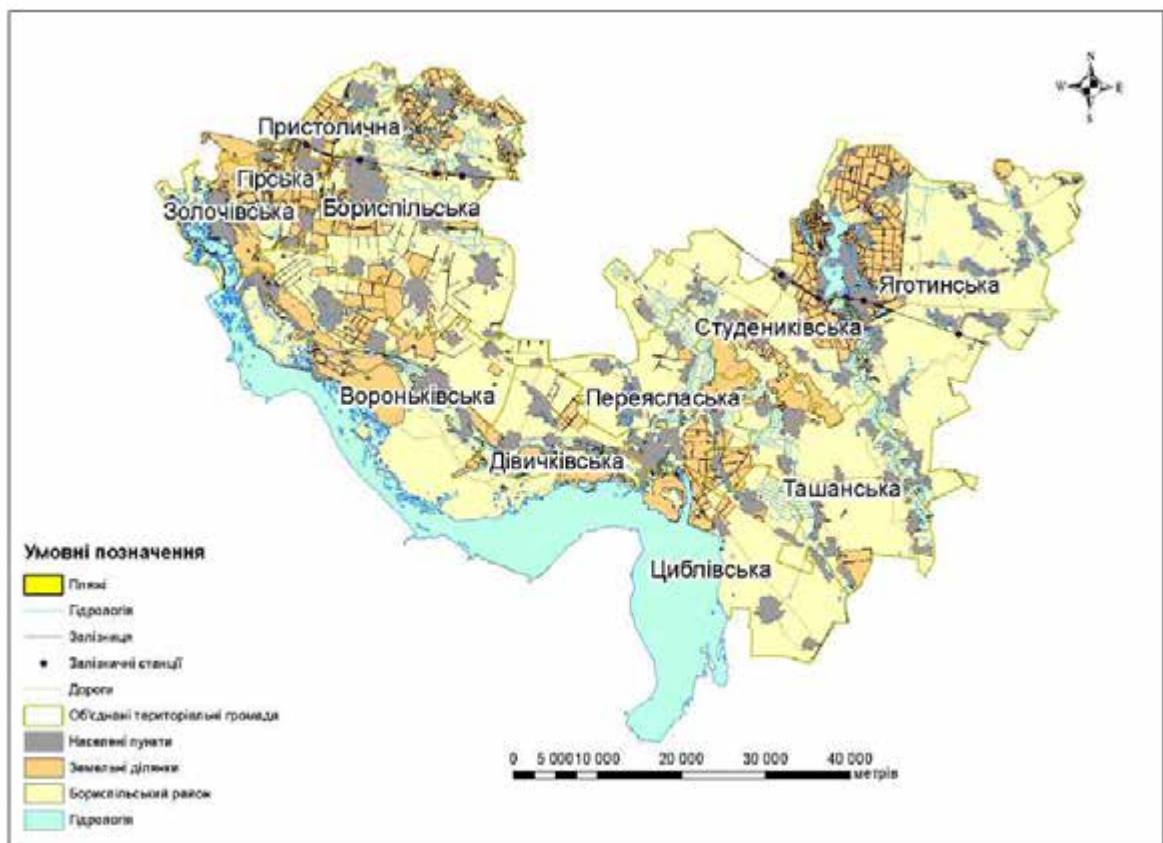 N
W E
S
Пристолична
Гірська
Золочівська
Бориспільська
Яготинська
Студениківська
Вороньківська
Переясласька
Дівичківська
Ташанська
Циблівська
Умовні позначення
Пляжі
Гідрологія
Залізниця
Залізничні станції
Дороги
Об'єднані територіальні громади
Населені пункти
Земельні ділянки
Бориспільський район
Гідрологія
0 5 000 10 000 20 000 30 000 40 000
метрів